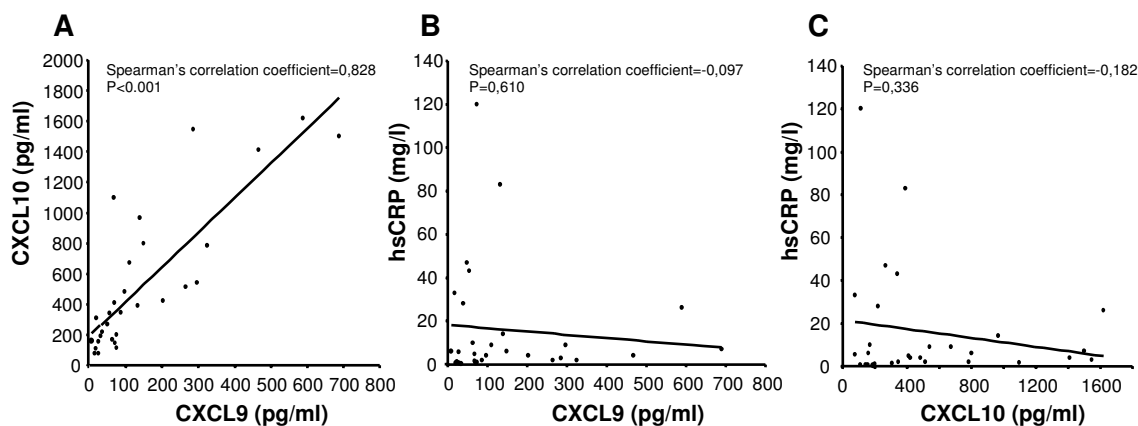 A
Spearman's correlation coefficient=0,828
P<0.001
CXCL10 (pg/ml)
2000
1800
1600
1400
1200
1000
800
600
400
200
0
0 100 200 300 400 500 600 700 800
CXCL9 (pg/ml)
B
Spearman's correlation coefficient=-0,097
P=0,610
hsCRP (mg/l)
140
120
100
80
60
40
20
0
0 100 200 300 400 500 600 700 800
CXCL9 (pg/ml)
C
Spearman's correlation coefficient=-0,182
P=0,336
hsCRP (mg/l)
140
120
100
80
60
40
20
0
0 400 800 1200 1600
CXCL10 (pg/ml)